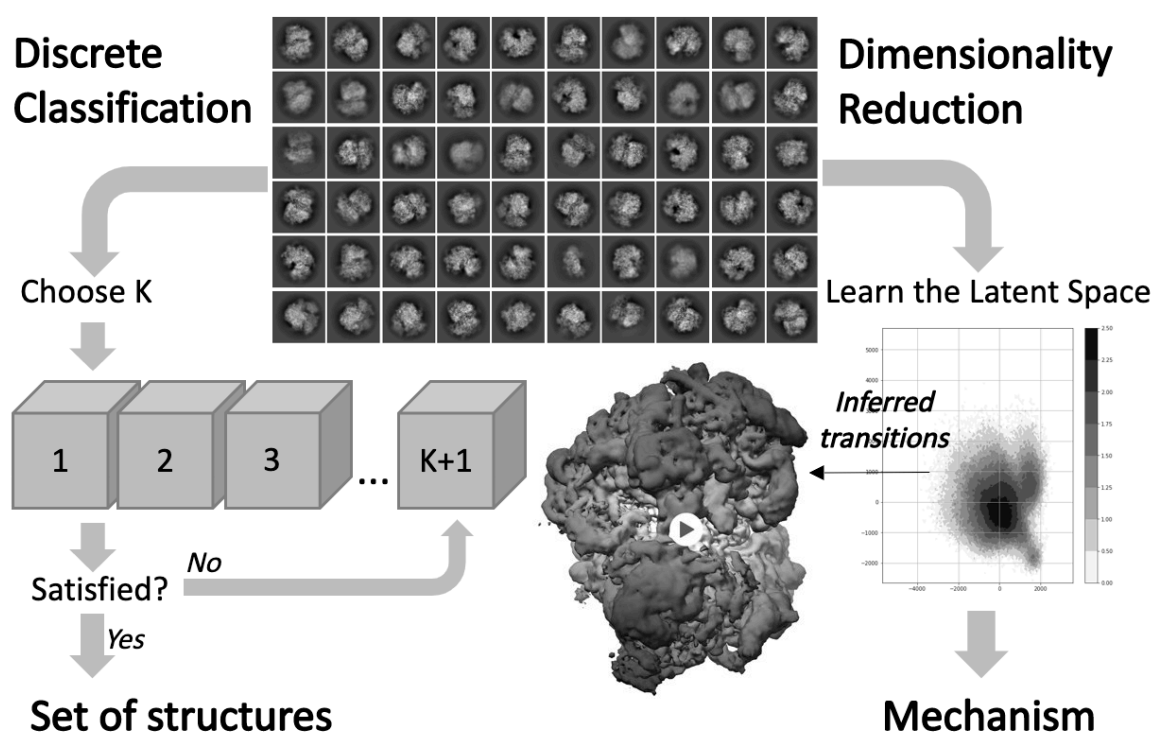 Discrete
Classification
Dimensionality
Reduction
Choose K
1
2
3
...
K+1
Satisfied?
No
Yes
Set of structures
Learn the Latent Space
Inferred
transitions
5000
4000
3000
2000
1000
0
-1000
-2000
-4000
-2000
0
2000
2.50
2.25
2.00
1.75
1.50
1.25
1.00
0.50
0.00
Mechanism